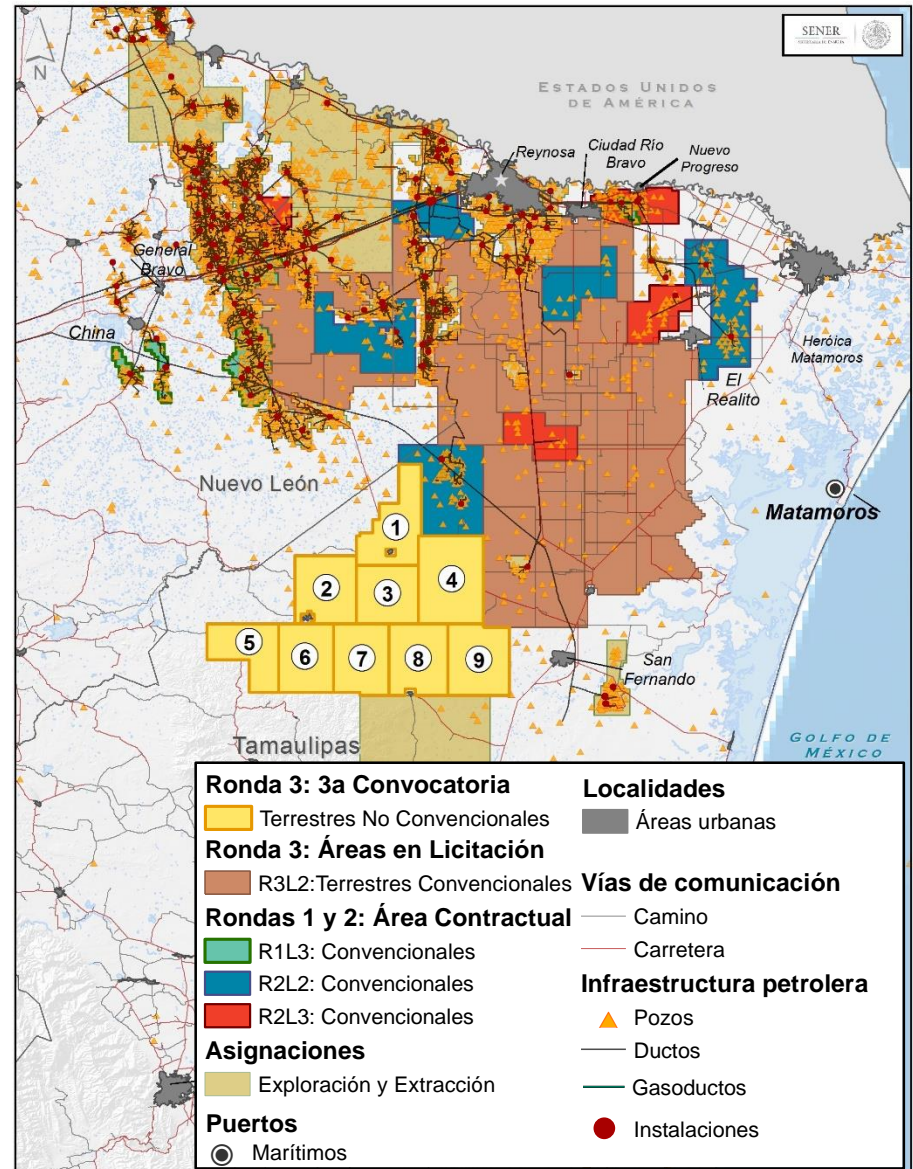 SENER
SECRETARÍA DE ENERGÍA
N
ESTADOS UNIDOS
DE AMÉRICA
Reynosa
Ciudad Río
Bravo
Nuevo
Progreso
General
Bravo
China
Heróica
Matamoros
El
Realito
Nuevo León
Matamoros
1
2
3
4
5
6
7
8
9
San
Fernando
Tamaulipas
GOLFO DE
MÉXICO
Ronda 3: 3a Convocatoria
Terrestres No Convencionales
Ronda 3: Áreas en Licitación
R3L2:Terrestres Convencionales
Rondas 1 y 2: Área Contractual
R1L3: Convencionales
R2L2: Convencionales
R2L3: Convencionales
Asignaciones
Exploración y Extracción
Puertos
Marítimos
Localidades
Áreas urbanas
Vías de comunicación
Camino
Carretera
Infraestructura petrolera
Pozos
Ductos
Gasoductos
Instalaciones